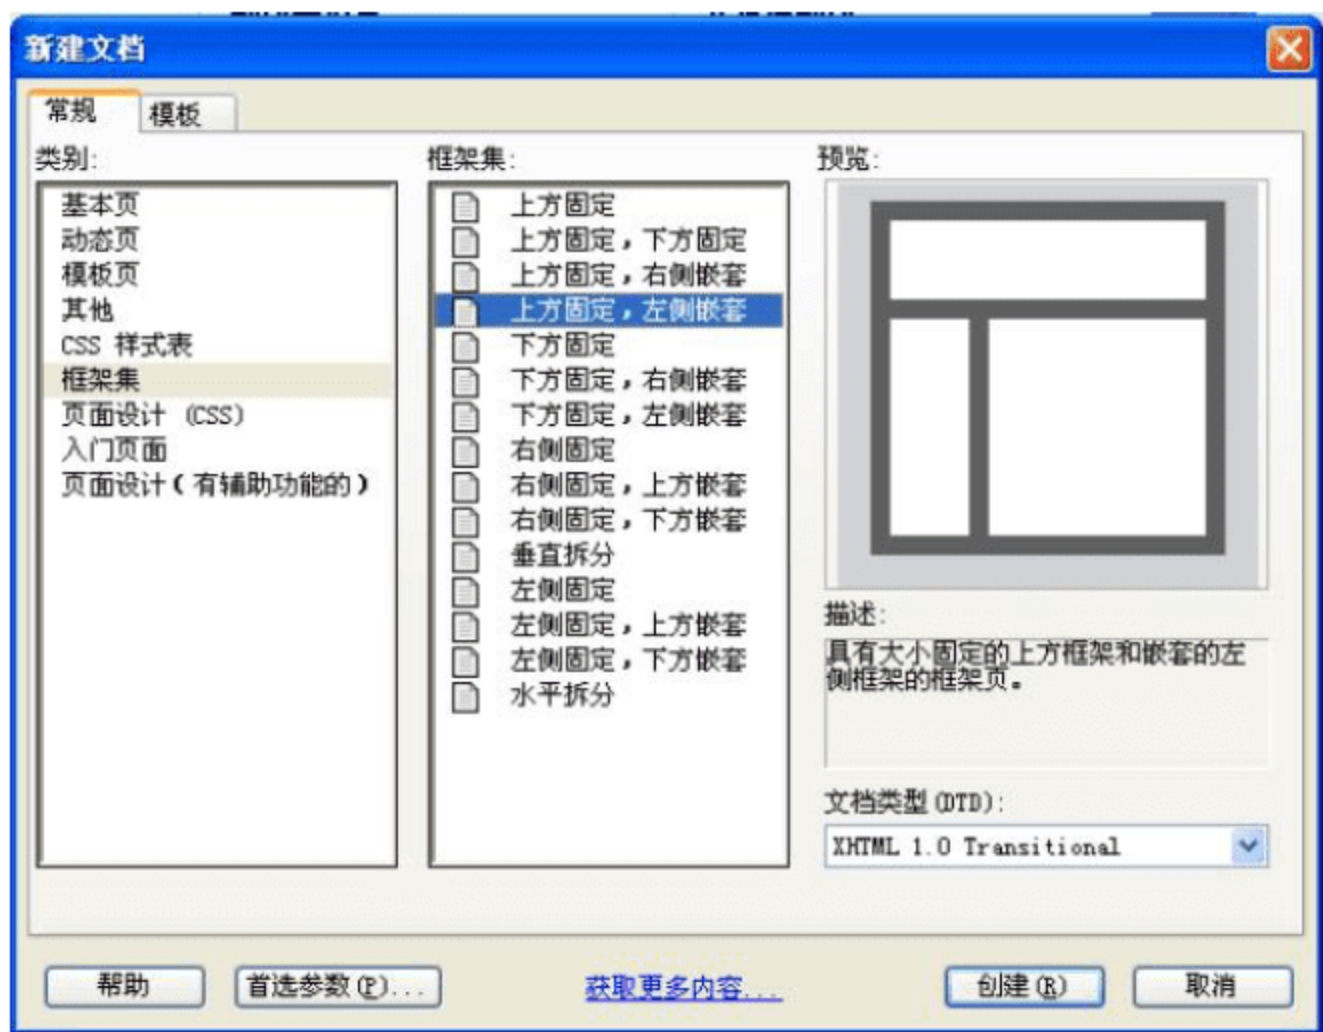 新建文档
常规
模板
类别:
基本页
动态页
模板页
其他
CSS 样式表
框架集
页面设计 (CSS)
入门页面
页面设计(有辅助功能的)
框架集:
上方固定
上方固定,下方固定
上方固定,右侧嵌套
上方固定,左侧嵌套
下方固定
下方固定,右侧嵌套
下方固定,左侧嵌套
右侧固定
右侧固定,上方嵌套
右侧固定,下方嵌套
垂直拆分
左侧固定
左侧固定,上方嵌套
左侧固定,下方嵌套
水平拆分
预览:
描述:
具有大小固定的上方框架和嵌套的左
侧框架的框架页。
文档类型(DTD):
XHTML 1.0 Transitional
帮助
首选参数(P)...
获取更多内容...
创建(R)
取消